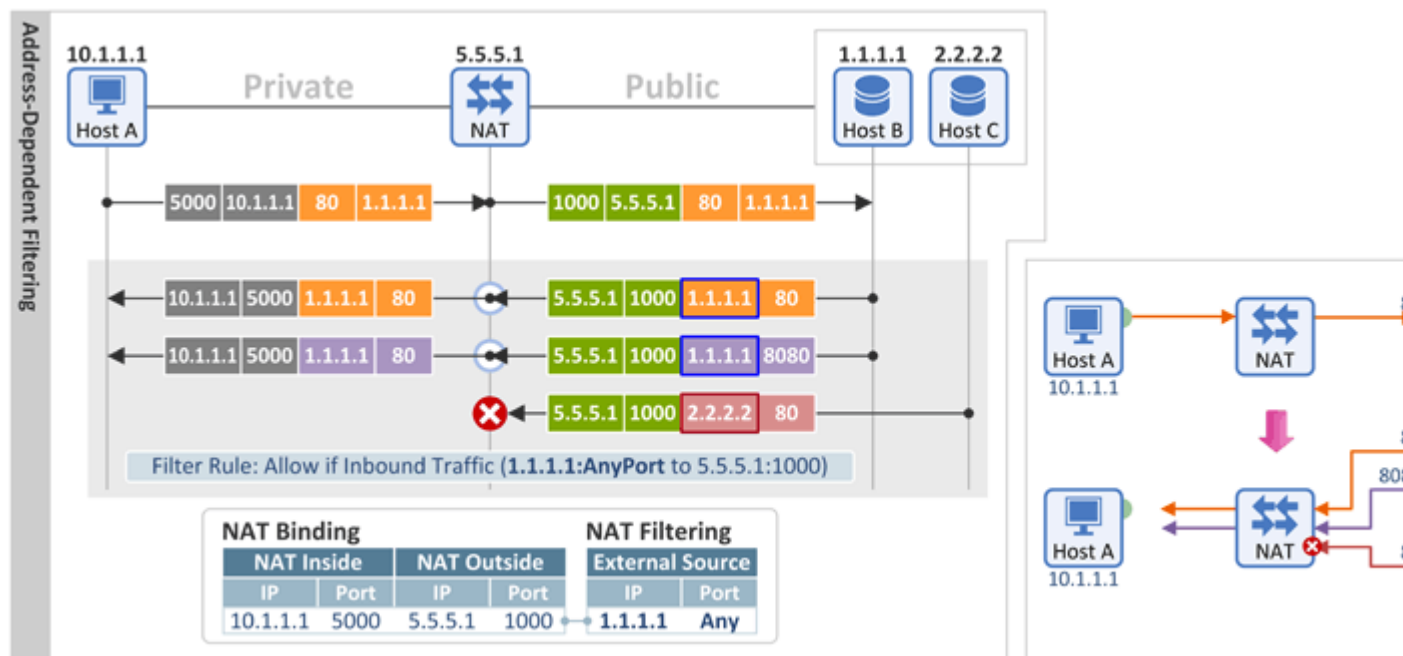 Address-Dependent Filtering
10.1.1.1 5.5.5.1 1.1.1.1 2.2.2.2
Private Public
Host A NAT Host B Host C
5000 10.1.1.1 80 1.1.1.1 1000 5.5.5.1 80 1.1.1.1
10.1.1.1 5000 1.1.1.1 80 5.5.5.1 1000 1.1.1.1 80
10.1.1.1 5000 1.1.1.1 80 5.5.5.1 1000 1.1.1.1 8080
5.5.5.1 1000 2.2.2.2 80
Filter Rule: Allow if Inbound Traffic (1.1.1.1:AnyPort to 5.5.5.1:1000)
NAT Binding NAT Filtering
NAT Inside NAT Outside External Source
IP Port IP Port IP Port
10.1.1.1 5000 5.5.5.1 1000 1.1.1.1 Any
Host A NAT
10.1.1.1
Host A NAT
10.1.1.1